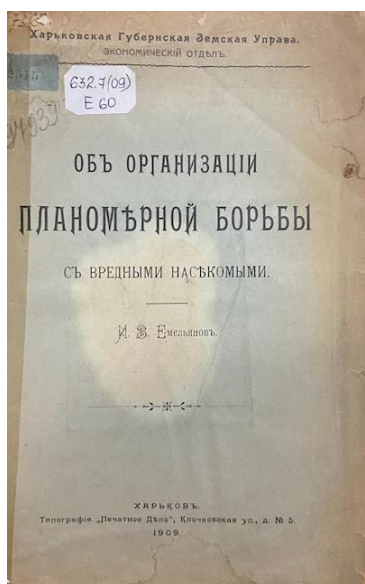 Харьковская Губернская Земская Управа.
ЭКОНОМИЧЕСКІЙ ОТДѢЛЪ.
2515
632.7(09)
Е 60
ОБЪ ОРГАНИЗАЦІИ
ПЛАНОМѢРНОЙ БОРЬБЫ
СЪ ВРЕДНЫМИ НАСѢКОМЫМИ.
И. В. Емельяновъ.
ХАРЬКОВЪ.
Типографія „Печатное Дѣло", Клочковская ул., д. № 5.
1909.